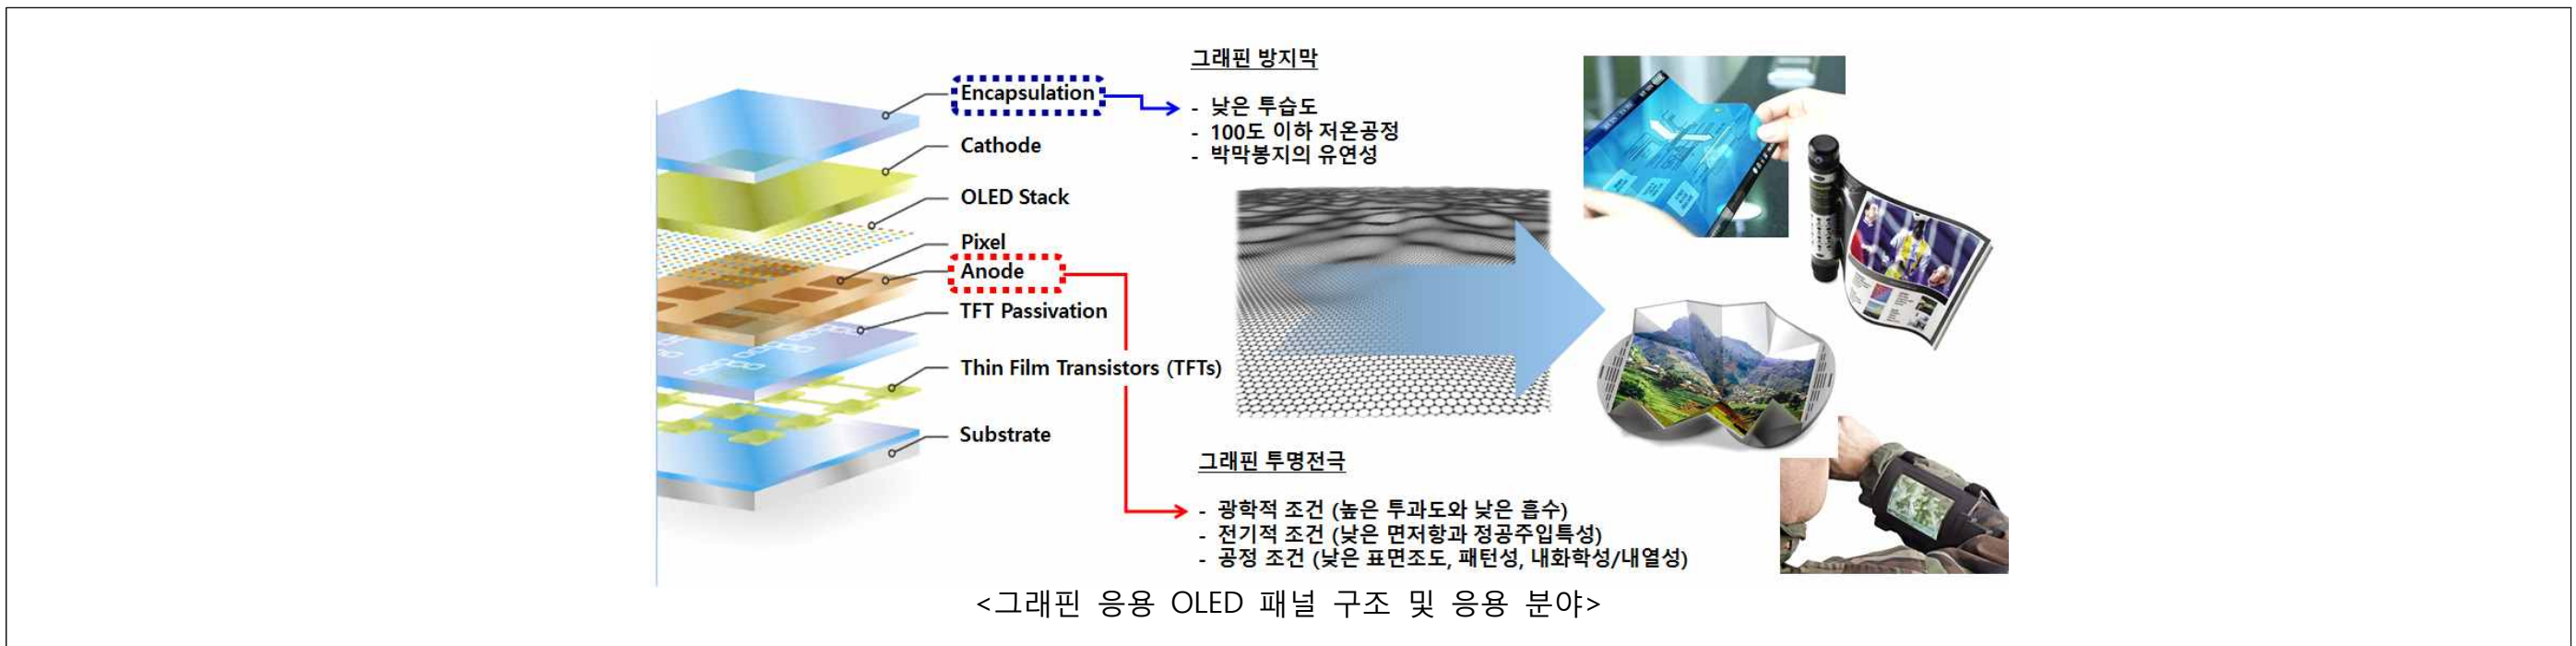 Encapsulation
Cathode
OLED Stack
Pixel
Anode
TFT Passivation
Thin Film Transistors (TFTs)
Substrate
그래핀 방지막
- 낮은 투습도
- 100도 이하 저온공정
- 박막봉지의 유연성
그래핀 투명전극
- 광학적 조건 (높은 투과도와 낮은 흡수)
- 전기적 조건 (낮은 면저항과 정공주입특성)
- 공정 조건 (낮은 표면조도, 패턴성, 내화학성/내열성)
<그래핀 응용 OLED 패널 구조 및 응용 분야>